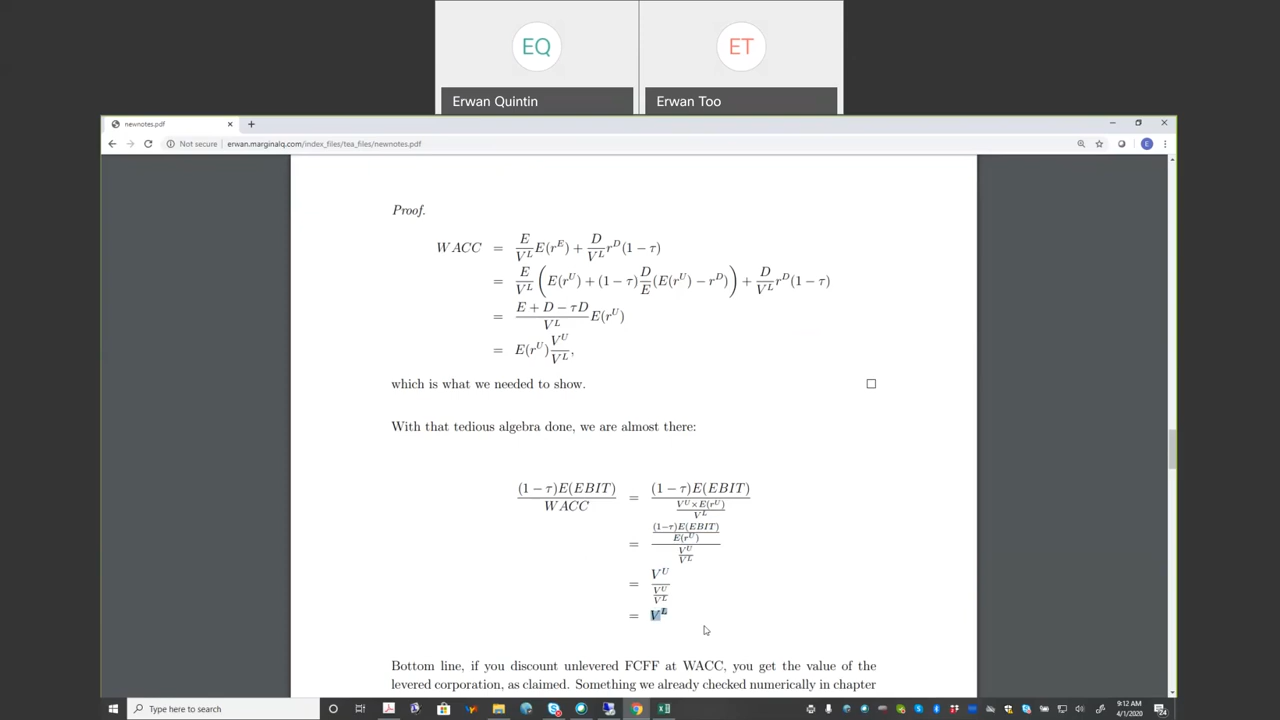 EQ
ET
Erwan Quintin
Erwan Too
newnotes.pdf
Not secure | erwan.marginalq.com/index_files/tea_files/newnotes.pdf
E
Proof.
WACC = E/V^L E(r^E) + D/V^L r^D(1 − τ)
= E/V^L (E(r^U) + (1 − τ) D/E (E(r^U) − r^D)) + D/V^L r^D(1 − τ)
= (E + D − τD)/V^L E(r^U)
= E(r^U) V^U/V^L,
which is what we needed to show. □
With that tedious algebra done, we are almost there:
(1 − τ)E(EBIT)/WACC = (1 − τ)E(EBIT)/((V^U × E(r^U))/V^L)
= ((1−τ)E(EBIT)/E(r^U))/(V^U/V^L)
= V^U/(V^U/V^L)
= V^L
Bottom line, if you discount unlevered FCFF at WACC, you get the value of the
levered corporation, as claimed. Something we already checked numerically in chapter
Type here to search
9:12 AM
4/1/2020
24